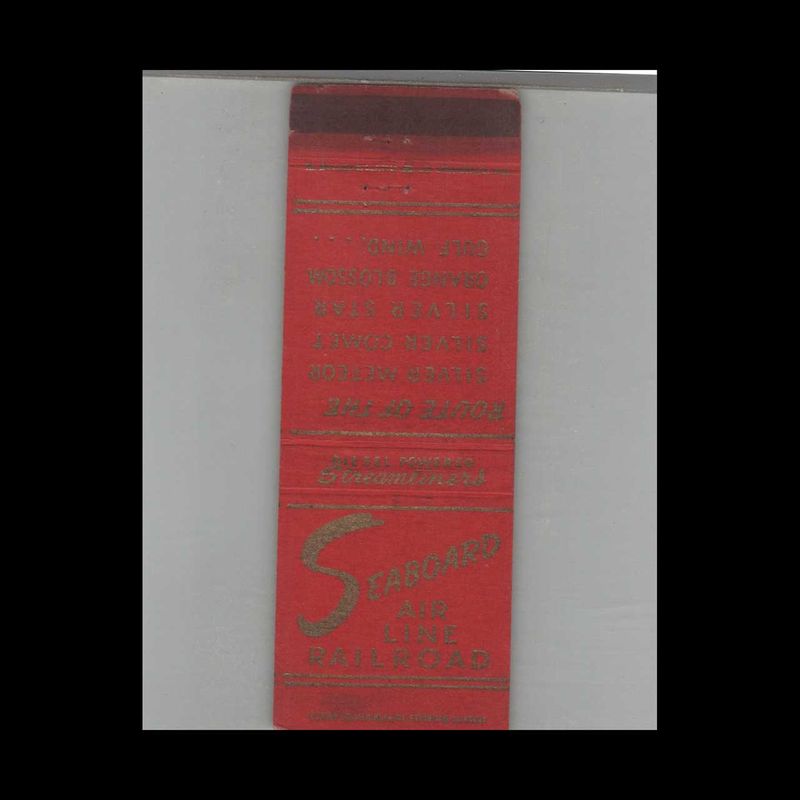 ROUTE OF THE
SILVER METEOR
SILVER COMET
SILVER STAR
ORANGE BLOSSOM
GULF WIND, ...
DIESEL POWERED
Streamliners
SEABOARD
AIR
LINE
RAILROAD